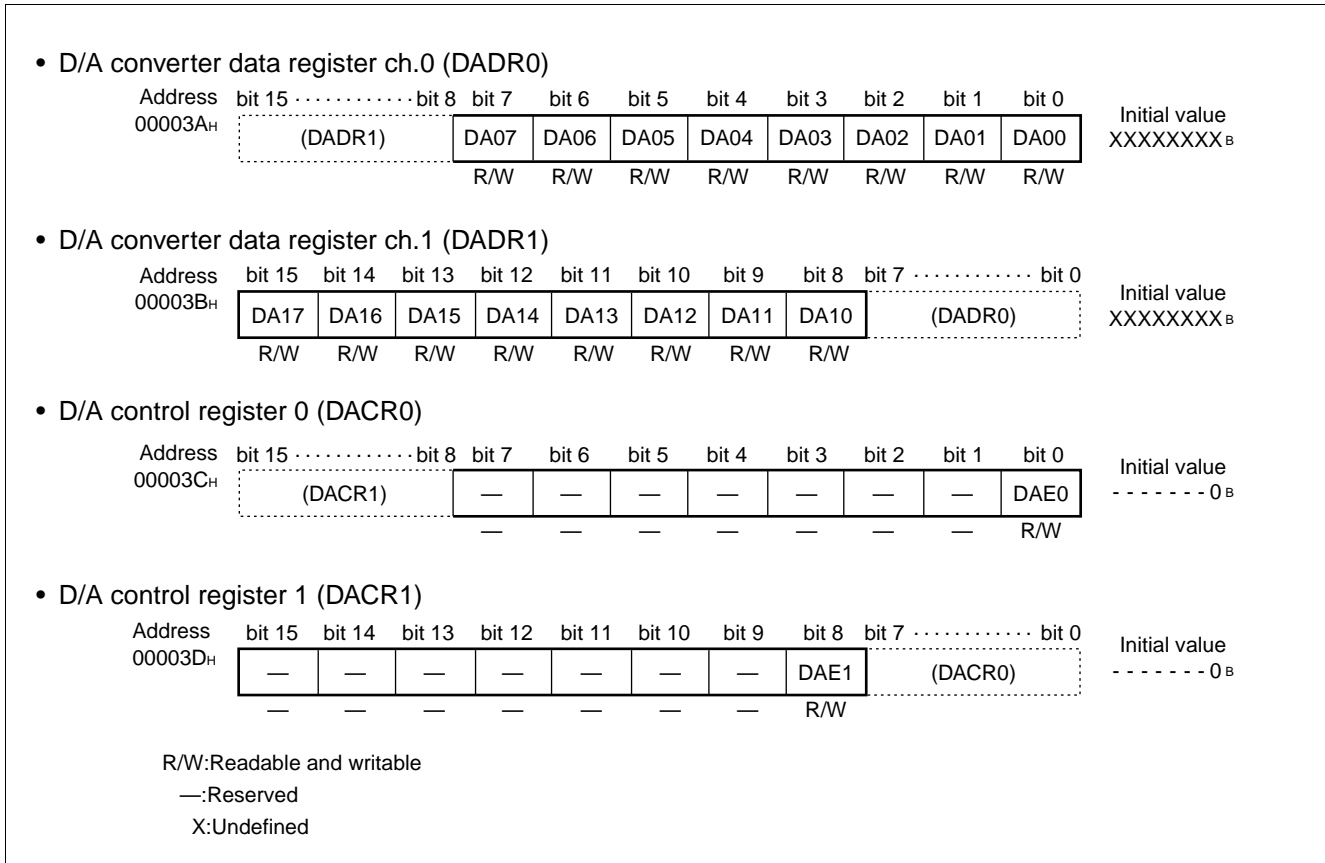 • D/A converter data register ch.0 (DADR0)
Address bit 15 ············bit 8 bit 7 bit 6 bit 5 bit 4 bit 3 bit 2 bit 1 bit 0 Initial value
00003AH (DADR1) DA07 DA06 DA05 DA04 DA03 DA02 DA01 DA00 XXXXXXXX B
R/W R/W R/W R/W R/W R/W R/W R/W
• D/A converter data register ch.1 (DADR1)
Address bit 15 bit 14 bit 13 bit 12 bit 11 bit 10 bit 9 bit 8 bit 7 ············ bit 0 Initial value
00003BH DA17 DA16 DA15 DA14 DA13 DA12 DA11 DA10 (DADR0) XXXXXXXX B
R/W R/W R/W R/W R/W R/W R/W R/W
• D/A control register 0 (DACR0)
Address bit 15 ············bit 8 bit 7 bit 6 bit 5 bit 4 bit 3 bit 2 bit 1 bit 0 Initial value
00003CH (DACR1) — — — — — — — DAE0 - - - - - - - 0 B
— — — — — — — R/W
• D/A control register 1 (DACR1)
Address bit 15 bit 14 bit 13 bit 12 bit 11 bit 10 bit 9 bit 8 bit 7 ············ bit 0 Initial value
00003DH — — — — — — — DAE1 (DACR0) - - - - - - - 0 B
— — — — — — — R/W
R/W:Readable and writable
—:Reserved
X:Undefined